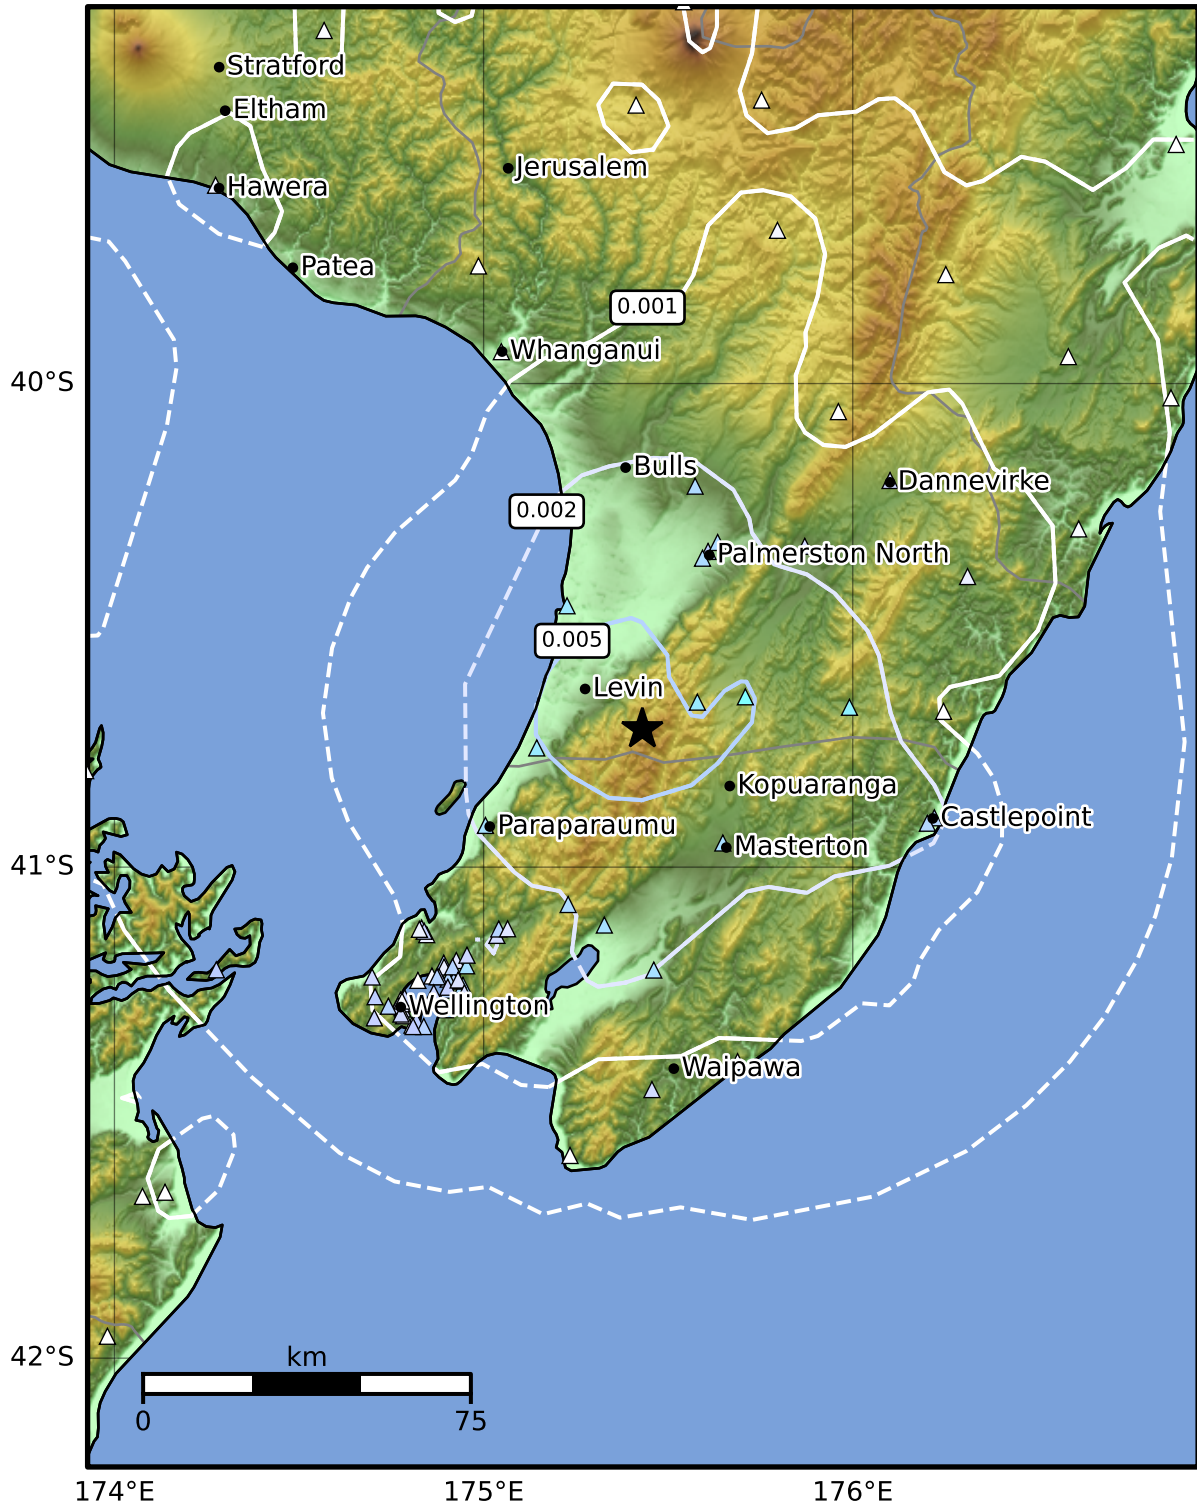 Stratford
Eltham
Jerusalem
Hawera
Patea
0.001
Whanganui
40°S
Bulls
Dannevirke
0.002
Palmerston North
0.005
Levin
Kopuaranga
Castlepoint
Paraparaumu
Masterton
41°S
Wellington
Waipawa
42°S
km
0
75
174°E
175°E
176°E